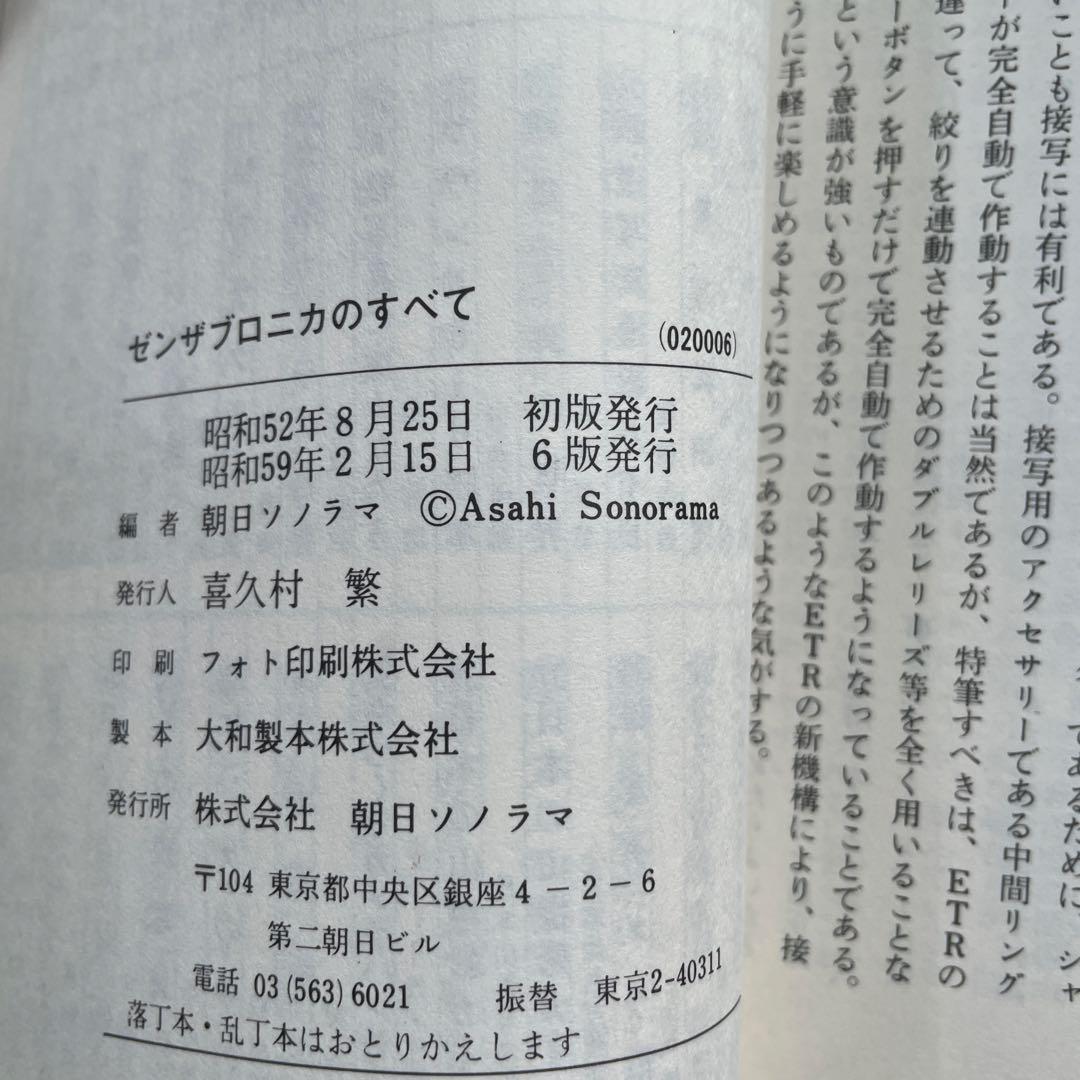 ゼンザブロニカのすべて
(020006)
昭和52年8月25日 初版発行
昭和59年2月15日 6版発行
編者 朝日ソノラマ ©Asahi Sonorama
発行人 喜久村 繁
印刷 フォト印刷株式会社
製本 大和製本株式会社
発行所 株式会社 朝日ソノラマ
〒104 東京都中央区銀座4-2-6
第二朝日ビル
電話 03(563)6021 振替 東京2-40311
落丁本・乱丁本はおとりかえします
であるために、シャ
いことも接写には有利である。接写用のアクセサリーである中間リング
ーが完全自動で作動することは当然であるが、特筆すべきは、ETRの
違って、絞りを連動させるためのダブルレリーズ等を全く用いることな
ーボタンを押すだけで完全自動で作動するようになっていることである。
という意識が強いものであるが、このようなETRの新機構により、接
うに手軽に楽しめるようになりつつあるような気がする。